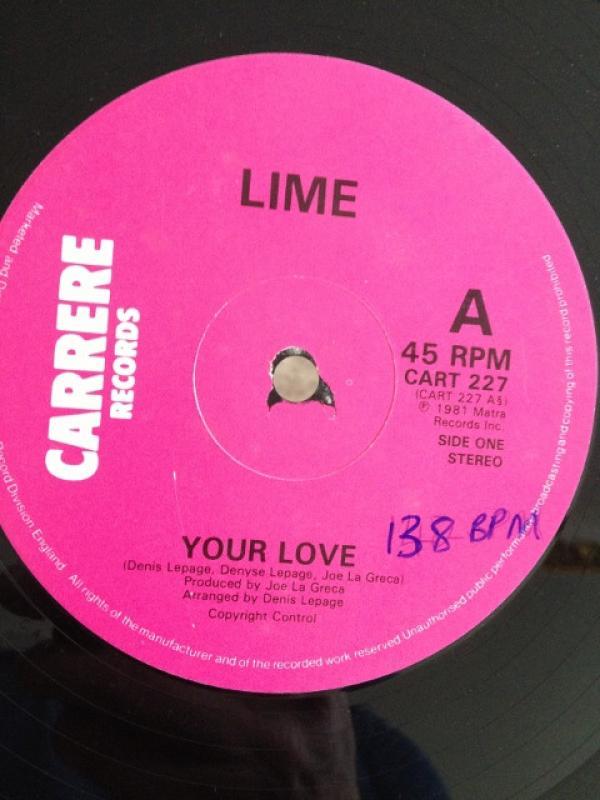 LIME
CARRERE
RECORDS
A
45 RPM
CART 227
(CART 227 A§)
℗ 1981 Matra
Records Inc.
SIDE ONE
STEREO
138 BPM
YOUR LOVE
(Denis Lepage, Denyse Lepage, Joe La Greca)
Produced by Joe La Greca
Arranged by Denis Lepage
Copyright Control
Marketed and
Record Division England All rights of the manufacturer and of the recorded work reserved Unauthorised public performance broadcasting and copying of this record prohibited